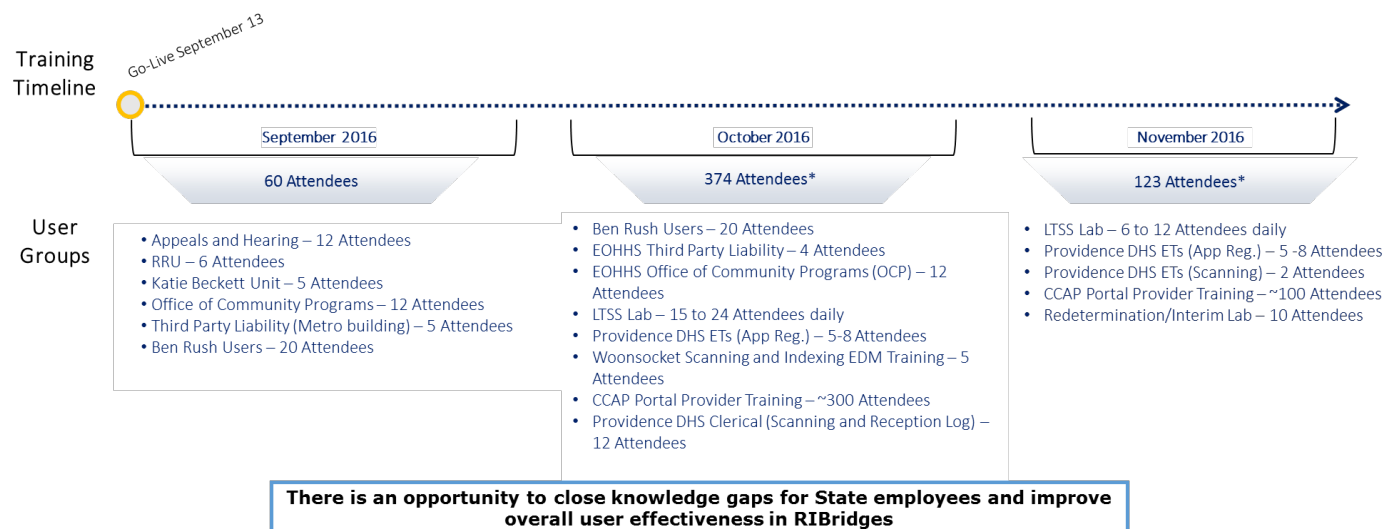 Go-Live September 13
Training
Timeline
September 2016
October 2016
November 2016
60 Attendees
374 Attendees*
123 Attendees*
User
Groups
• Appeals and Hearing – 12 Attendees
• RRU – 6 Attendees
• Katie Beckett Unit – 5 Attendees
• Office of Community Programs – 12 Attendees
• Third Party Liability (Metro building) – 5 Attendees
• Ben Rush Users – 20 Attendees
• Ben Rush Users – 20 Attendees
• EOHHS Third Party Liability – 4 Attendees
• EOHHS Office of Community Programs (OCP) – 12
Attendees
• LTSS Lab – 15 to 24 Attendees daily
• Providence DHS ETs (App Reg.) – 5-8 Attendees
• Woonsocket Scanning and Indexing EDM Training – 5
Attendees
• CCAP Portal Provider Training – ~300 Attendees
• Providence DHS Clerical (Scanning and Reception Log) –
12 Attendees
• LTSS Lab – 6 to 12 Attendees daily
• Providence DHS ETs (App Reg.) – 5 -8 Attendees
• Providence DHS ETs (Scanning) – 2 Attendees
• CCAP Portal Provider Training – ~100 Attendees
• Redetermination/Interim Lab – 10 Attendees
There is an opportunity to close knowledge gaps for State employees and improve
overall user effectiveness in RIBridges